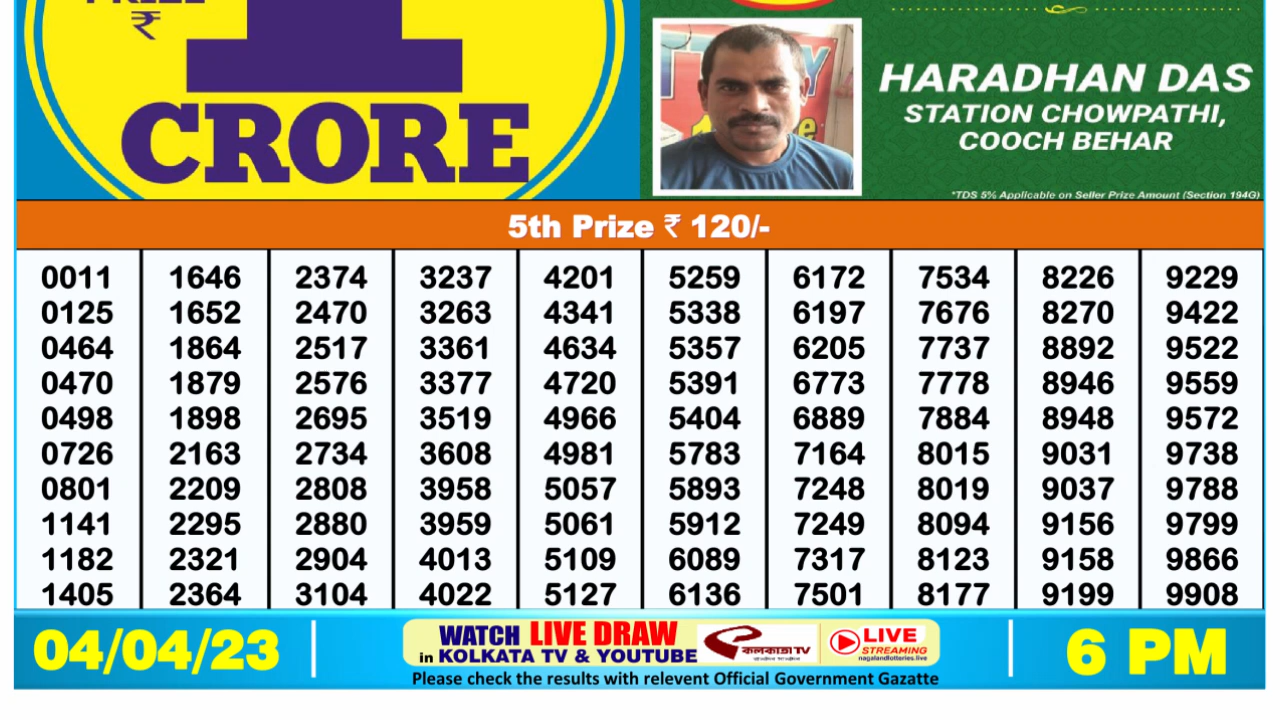 PRIZE
₹
1
CRORE
HARADHAN DAS
STATION CHOWPATHI,
COOCH BEHAR
*TDS 5% Applicable on Seller Prize Amount (Section 194G)
5th Prize ₹ 120/-
0011 1646 2374 3237 4201 5259 6172 7534 8226 9229
0125 1652 2470 3263 4341 5338 6197 7676 8270 9422
0464 1864 2517 3361 4634 5357 6205 7737 8892 9522
0470 1879 2576 3377 4720 5391 6773 7778 8946 9559
0498 1898 2695 3519 4966 5404 6889 7884 8948 9572
0726 2163 2734 3608 4981 5783 7164 8015 9031 9738
0801 2209 2808 3958 5057 5893 7248 8019 9037 9788
1141 2295 2880 3959 5061 5912 7249 8094 9156 9799
1182 2321 2904 4013 5109 6089 7317 8123 9158 9866
1405 2364 3104 4022 5127 6136 7501 8177 9199 9908
04/04/23
WATCH LIVE DRAW
in KOLKATA TV & YOUTUBE
কলকাতা TV
LIVE
STREAMING
nagalandlotteries.live
6 PM
Please check the results with relevent Official Government Gazatte